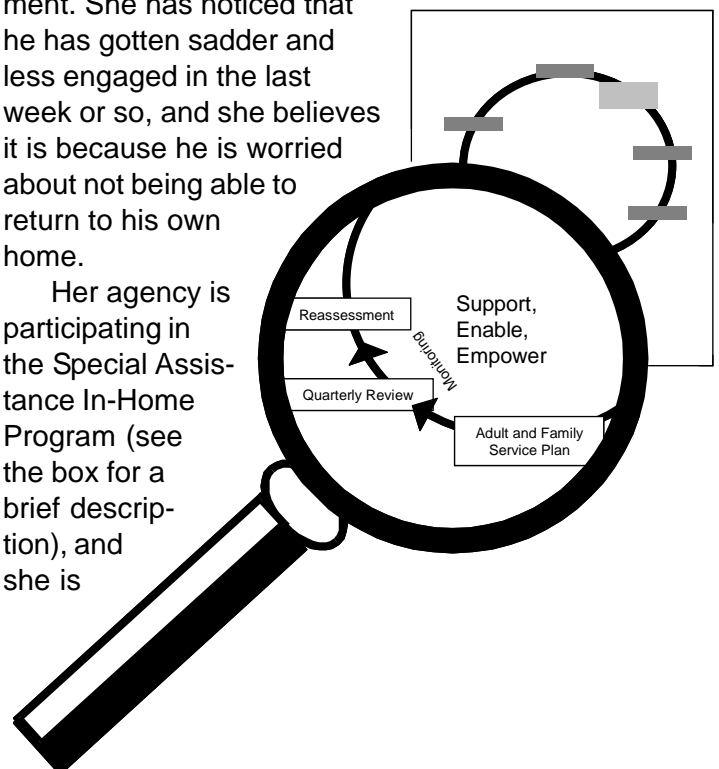 ment. She has noticed that
he has gotten sadder and
less engaged in the last
week or so, and she believes
it is because he is worried
about not being able to
return to his own
home.
Her agency is
participating in
the Special Assis-
tance In-Home
Program (see
the box for a
brief descrip-
tion), and
she is
Reassessment
Support,
Enable,
Empower
Monitoring
Quarterly Review
Adult and Family
Service Plan